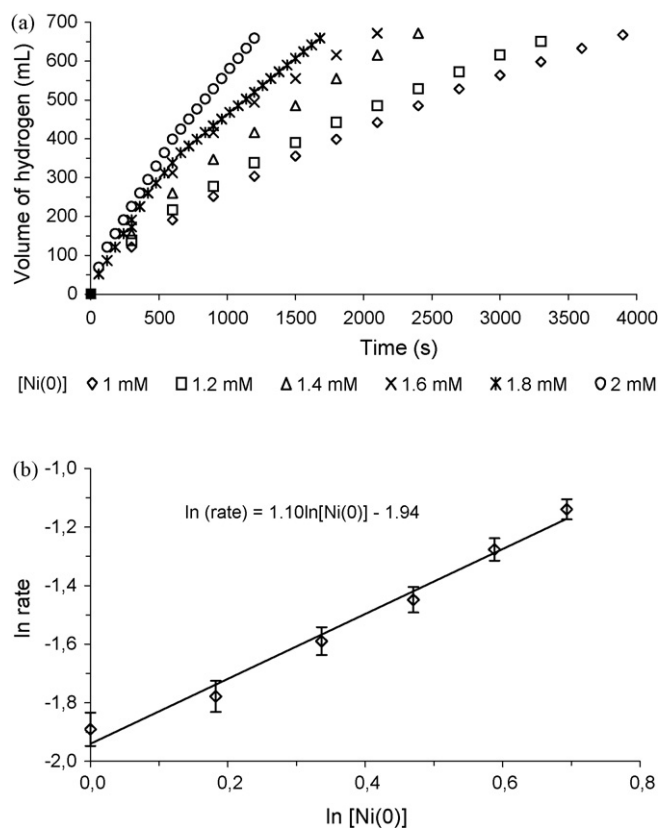 (a)
700
600
500
400
300
200
100
0
Volume of hydrogen (mL)
0 500 1000 1500 2000 2500 3000 3500 4000
Time (s)
[Ni(0)] 1 mM 1.2 mM 1.4 mM 1.6 mM 1.8 mM 2 mM
(b)
-1,0
-1,2
-1,4
-1,6
-1,8
-2,0
ln rate
ln (rate) = 1.10ln[Ni(0)] - 1.94
0,0 0,2 0,4 0,6 0,8
ln [Ni(0)]